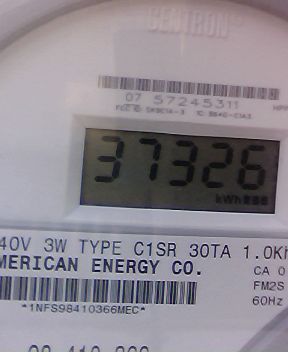 CENTRON
07 57245311
37326
kWh
40V 3W TYPE C1SR 30TA 1.0Kh
MERICAN ENERGY CO.
CA 0
FM2S
60Hz
*1NFS98410366MEC*